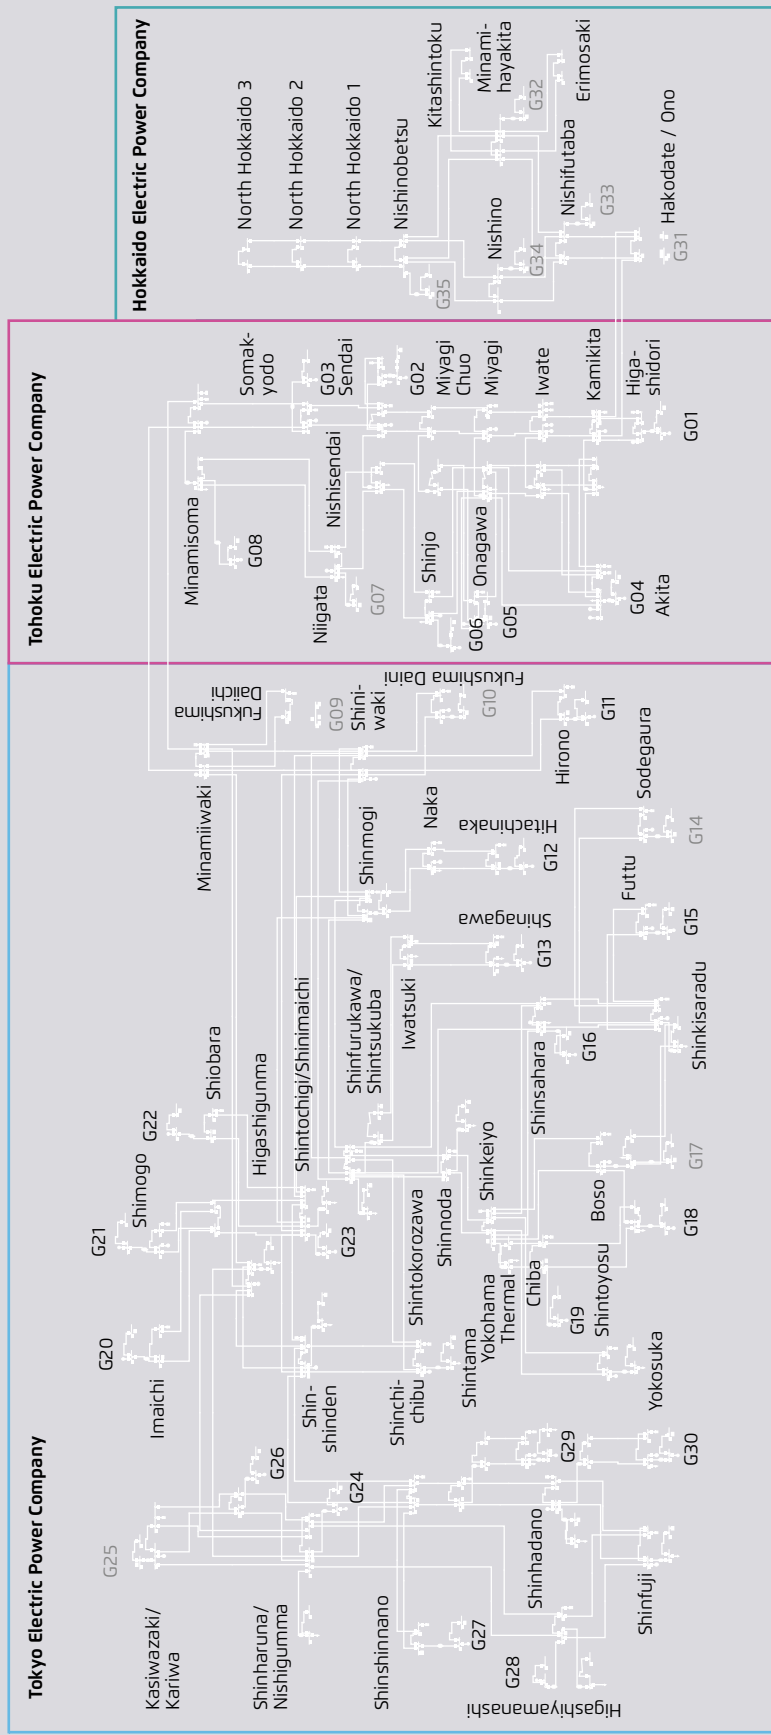 Tokyo Electric Power Company
Tohoku Electric Power Company
Hokkaido Electric Power Company
G25
Kasiwazaki/
Kariwa
G20
Imaichi
G21
Shimogo
G22
Shiobara
Higashigunma
Minamiiwaki
Fukushima
Daiichi
G09
Shini-
waki
Fukushima Daini
G10
Hirono
G11
G26
Shinharuna/
Nishigumma
G24
Shin-
shinden
G23
Shintochigi/Shinimaichi
Shinmogi
Naka
Hitachinaka
G12
Shinfurukawa/
Shintsukuba
Iwatsuki
Shinagawa
G13
Shinshinnano
G27
Shinchi-
chibu
Shintokorozawa
Shinnoda
Shintama
Yokohama
Thermal
Shinkeiyo
Chiba
G19
Shintoyosu
Boso
G18
G17
Shinsahara
G16
Shinkisaradu
Futtu
G15
Sodegaura
G14
Yokosuka
G29
G30
Shinhadano
Shinfuji
G28
Higashiyamanashi
Minamisoma
G08
Niigata
G07
Nishisendai
Somak-
yodo
G03
Sendai
G02
Miyagi
Chuo
Miyagi
Iwate
Kamikita
Higa-
shidori
G01
Shinjo
G06
Onagawa
G05
G04
Akita
North Hokkaido 3
North Hokkaido 2
North Hokkaido 1
Nishinobetsu
G35
Kitashintoku
Minami-
hayakita
G32
Erimosaki
Nishino
G34
Nishifutaba
G33
Hakodate / Ono
G31